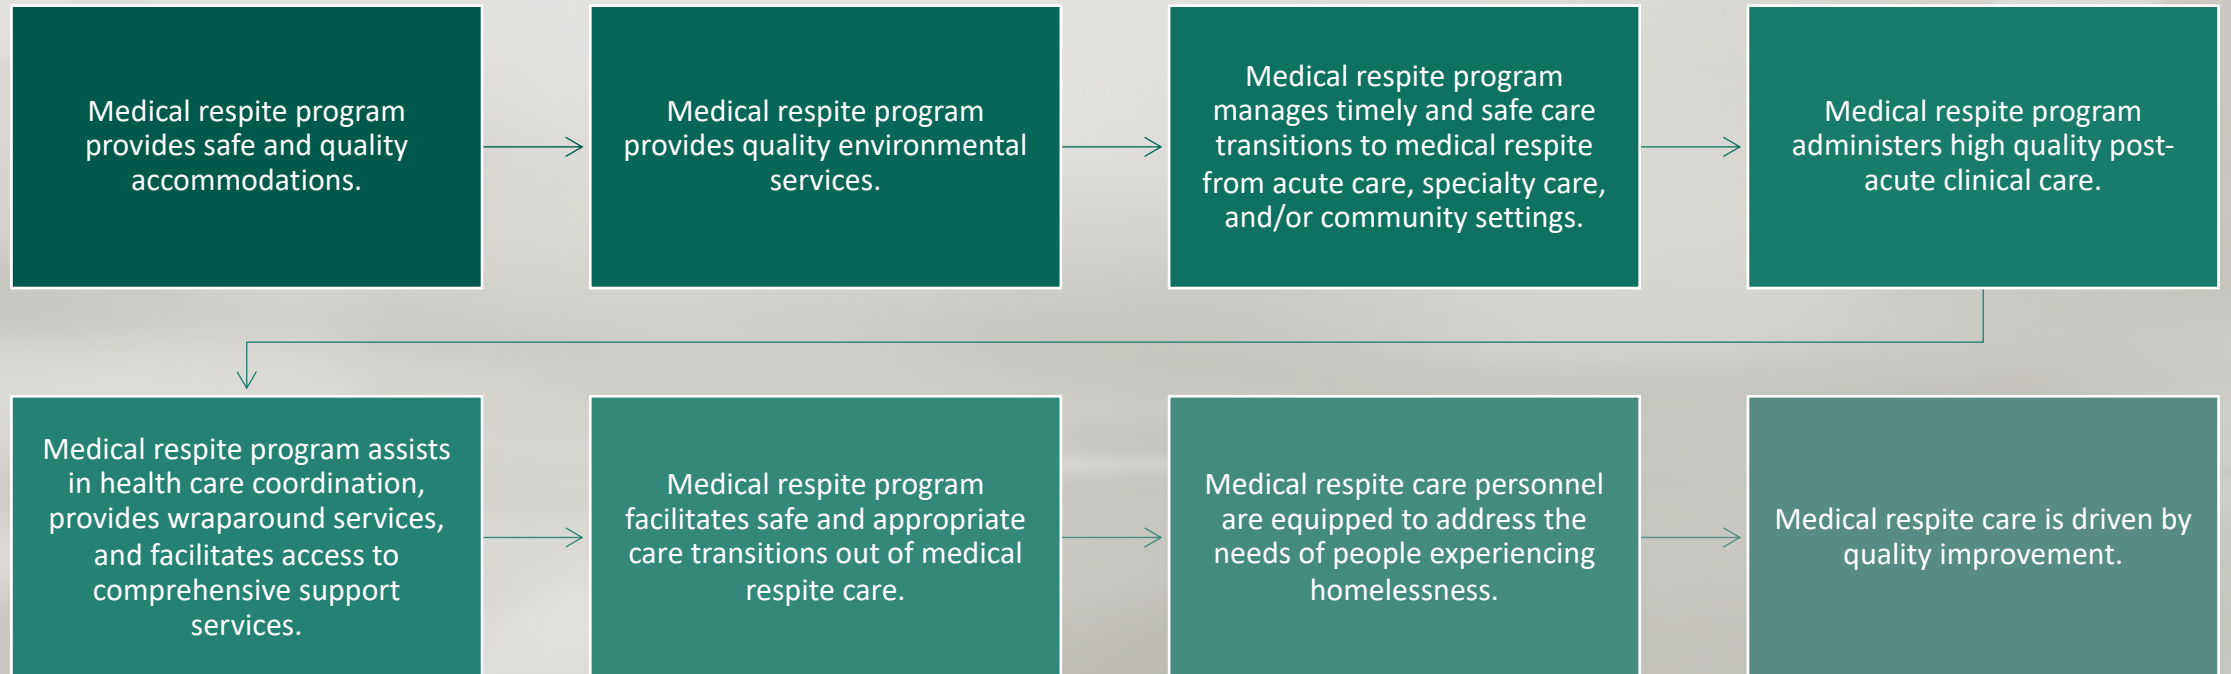 Medical respite program
provides safe and quality
accommodations.
Medical respite program
provides quality environmental
services.
Medical respite program
manages timely and safe care
transitions to medical respite
from acute care, specialty care,
and/or community settings.
Medical respite program
administers high quality post-
acute clinical care.
Medical respite program assists
in health care coordination,
provides wraparound services,
and facilitates access to
comprehensive support
services.
Medical respite program
facilitates safe and appropriate
care transitions out of medical
respite care.
Medical respite care personnel
are equipped to address the
needs of people experiencing
homelessness.
Medical respite care is driven by
quality improvement.